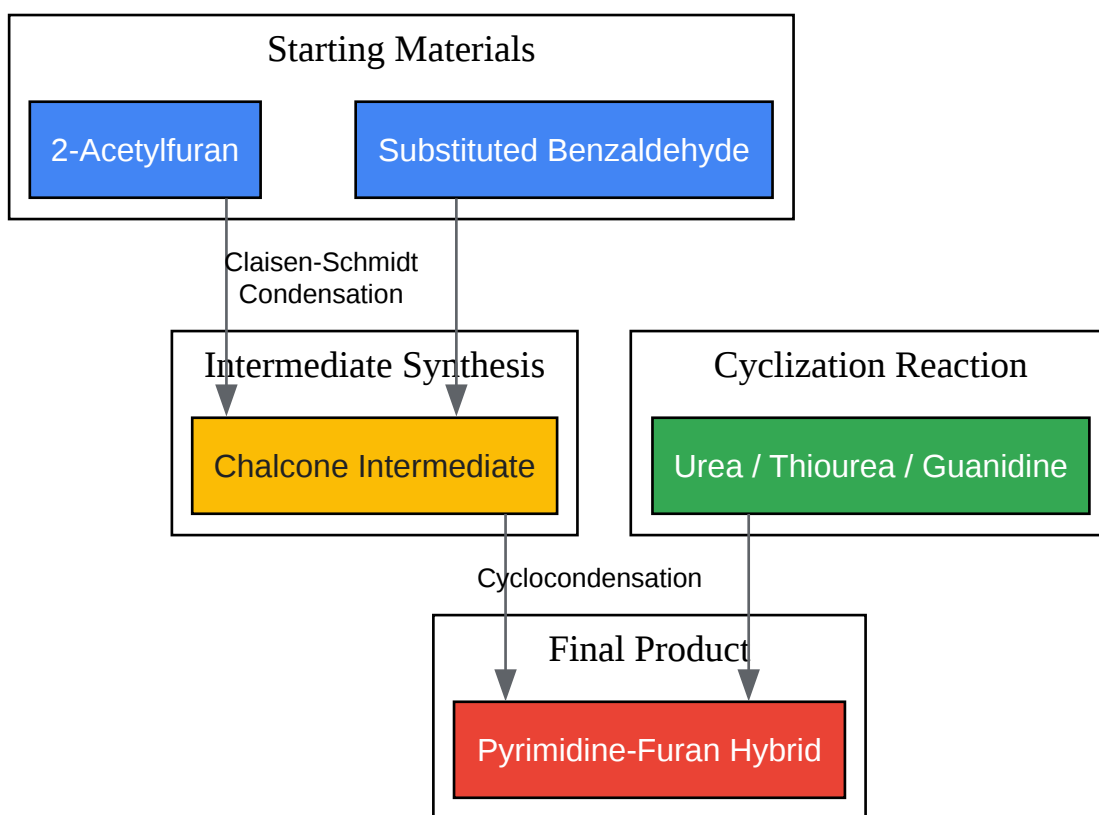 Starting Materials
2-Acetylfuran
Substituted Benzaldehyde
Claisen-Schmidt
Condensation
Intermediate Synthesis
Cyclization Reaction
Chalcone Intermediate
Urea / Thiourea / Guanidine
Cyclocondensation
Final Product
Pyrimidine-Furan Hybrid